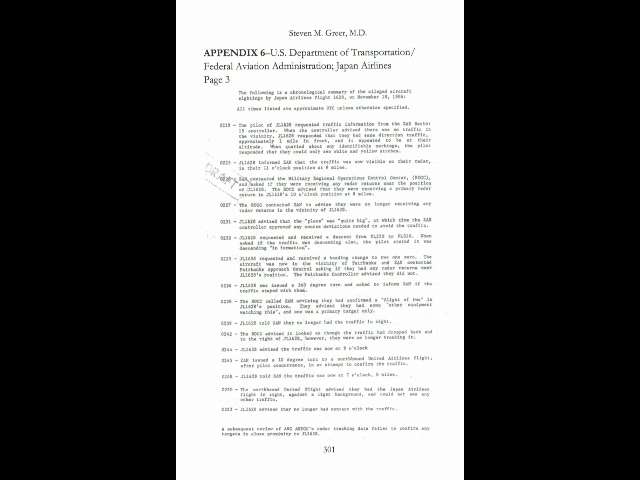 Steven M. Greer, M.D.
APPENDIX 6–U.S. Department of Transportation/
Federal Aviation Administration; Japan Airlines
Page 3
The following is a chronological summary of the alleged aircraft
sightings by Japan Airlines Flight 1628, on November 18, 1986:
All times listed are approximate UTC unless otherwise specified.
0219 - The pilot of JL1628 requested traffic information from the ZAN Sector
15 controller. When the controller advised there was no traffic in
the vicinity, JL1628 responded that they had same direction traffic,
approximately 1 mile in front, and it appeared to be at their
altitude. When queried about any identifiable markings, the pilot
responded that they could only see white and yellow strobes.
0225 - JL1628 informed ZAN that the traffic was now visible on their radar,
in their 11 o'clock position at 8 miles.
DRAFT
0226 - ZAN contacted the Military Regional Operations Control Center, (ROCC),
and asked if they were receiving any radar returns near the position
of JL1628. The ROCC advised that they were receiving a primary radar
return in JL1628's 10 o'clock position at 8 miles.
0227 - The ROCC contacted ZAN to advise they were no longer receiving any
radar returns in the vicinity of JL1628.
0231 - JL1628 advised that the "plane" was "quite big", at which time the ZAN
controller approved any course deviations needed to avoid the traffic.
0232 - JL1628 requested and received a descent from FL350 to FL310. When
asked if the traffic was descending also, the pilot stated it was
descending "in formation".
0235 - JL1628 requested and received a heading change to two one zero. The
aircraft was now in the vicinity of Fairbanks and ZAN contacted
Fairbanks Approach Control asking if they had any radar returns near
JL1628's position. The Fairbanks Controller advised they did not.
0236 - JL1628 was issued a 360 degree turn and asked to inform ZAN if the
traffic stayed with them.
0238 - The ROCC called ZAN advising they had confirmed a "flight of two" in
JL1628's position. They advised they had some "other equipment
watching this", and one was a primary target only.
0239 - JL1628 told ZAN they no longer had the traffic in sight.
0242 - The ROCC advised it looked as though the traffic had dropped back and
to the right of JL1628, however, they were no longer tracking it.
0244 - JL1628 advised the traffic was now at 9 o'clock
0245 - ZAN issued a 10 degree turn to a northbound United Airlines flight,
after pilot concurrence, in an attempt to confirm the traffic.
0248 - JL1628 told ZAN the traffic was now at 7 o'clock, 8 miles.
0250 - The northbound United flight advised they had the Japan Airlines
flight in sight, against a light background, and could not see any
other traffic.
0253 - JL1628 advised they no longer had contact with the traffic.
A subsequent review of ANC ARTCC's radar tracking data failed to confirm any
targets in close proximity to JL1628.
301